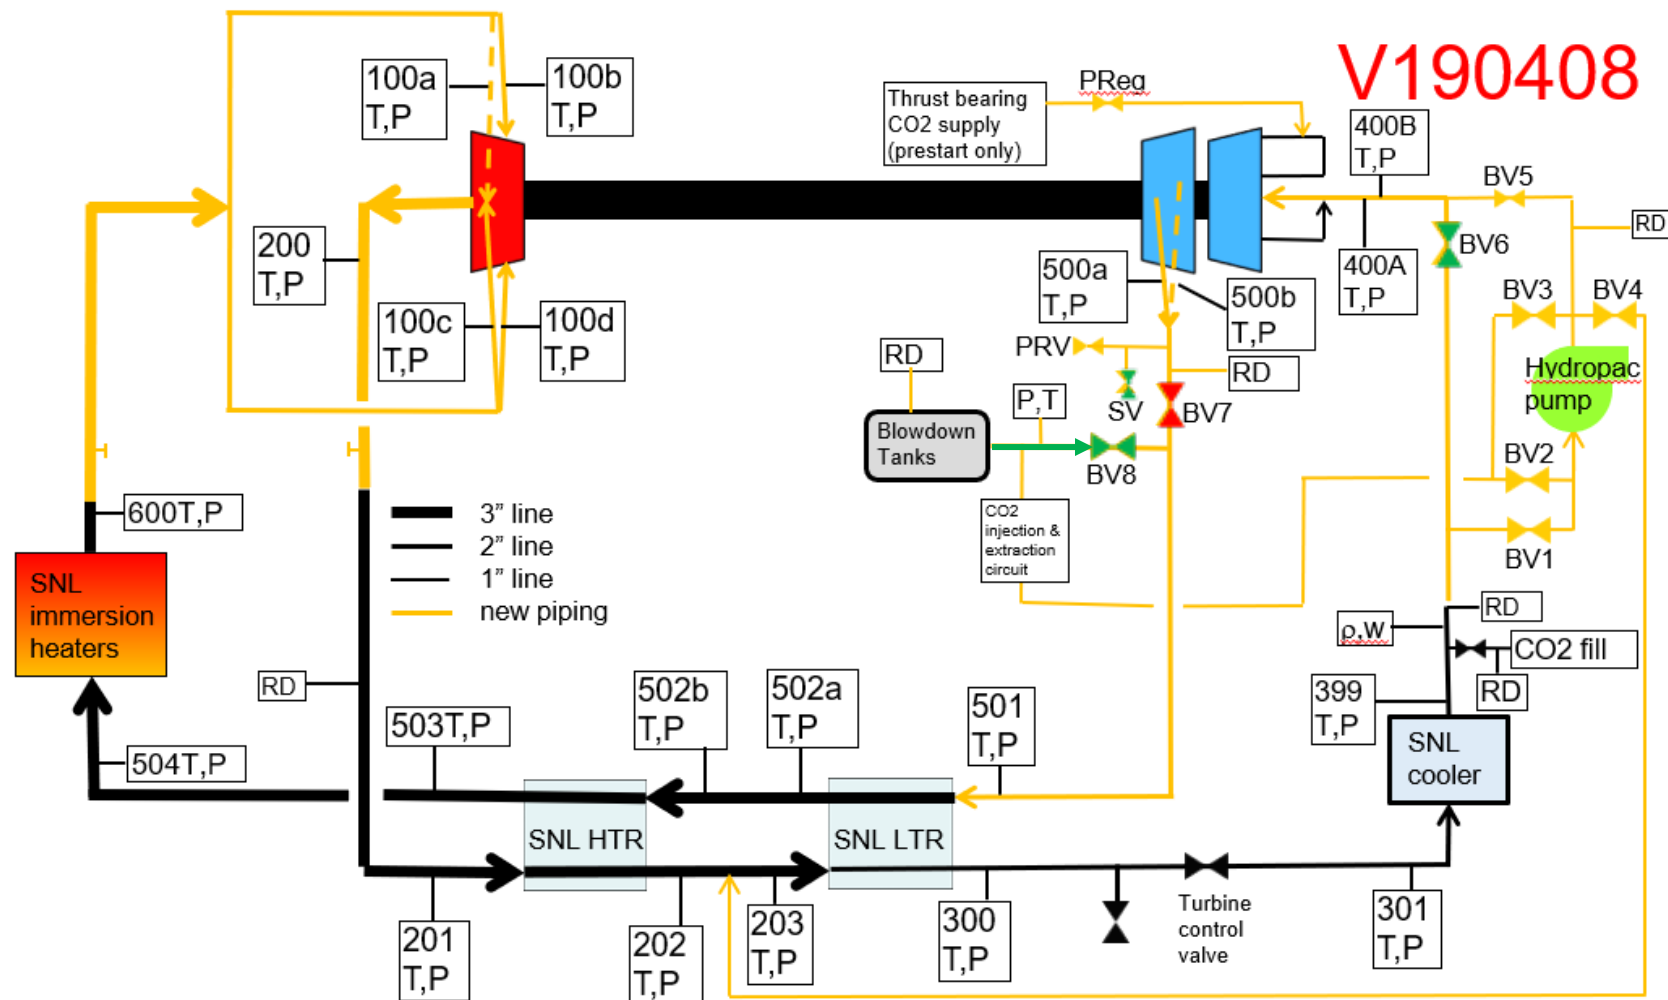 V190408
100a
T,P
100b
T,P
Thrust bearing
CO2 supply
(prestart only)
PReg
400B
T,P
BV5
RD
BV6
200
T,P
500a
T,P
500b
T,P
400A
T,P
BV3
BV4
100c
T,P
100d
T,P
PRV
RD
RD
SV
BV7
Hydropac
pump
P,T
Blowdown
Tanks
BV8
BV2
3” line
2” line
1” line
new piping
600T,P
CO2
injection &
extraction
circuit
BV1
SNL
immersion
heaters
RD
ρ,w
CO2 fill
RD
RD
503T,P
502b
T,P
502a
T,P
501
T,P
399
T,P
504T,P
SNL
cooler
SNL HTR
SNL LTR
201
T,P
202
T,P
203
T,P
300
T,P
Turbine
control
valve
301
T,P